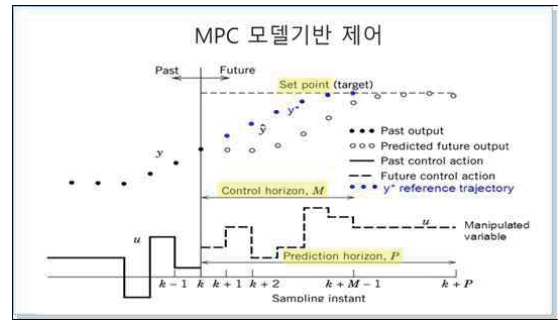 MPC 모델기반 제어
Past Future
Set point (target)
y*
ŷ
y
Past output
Predicted future output
Past control action
Future control action
y* reference trajectory
Control horizon, M
u
u
Manipulated
variable
Prediction horizon, P
k – 1 k k + 1 k + 2 k + M – 1 k + P
Sampling instant